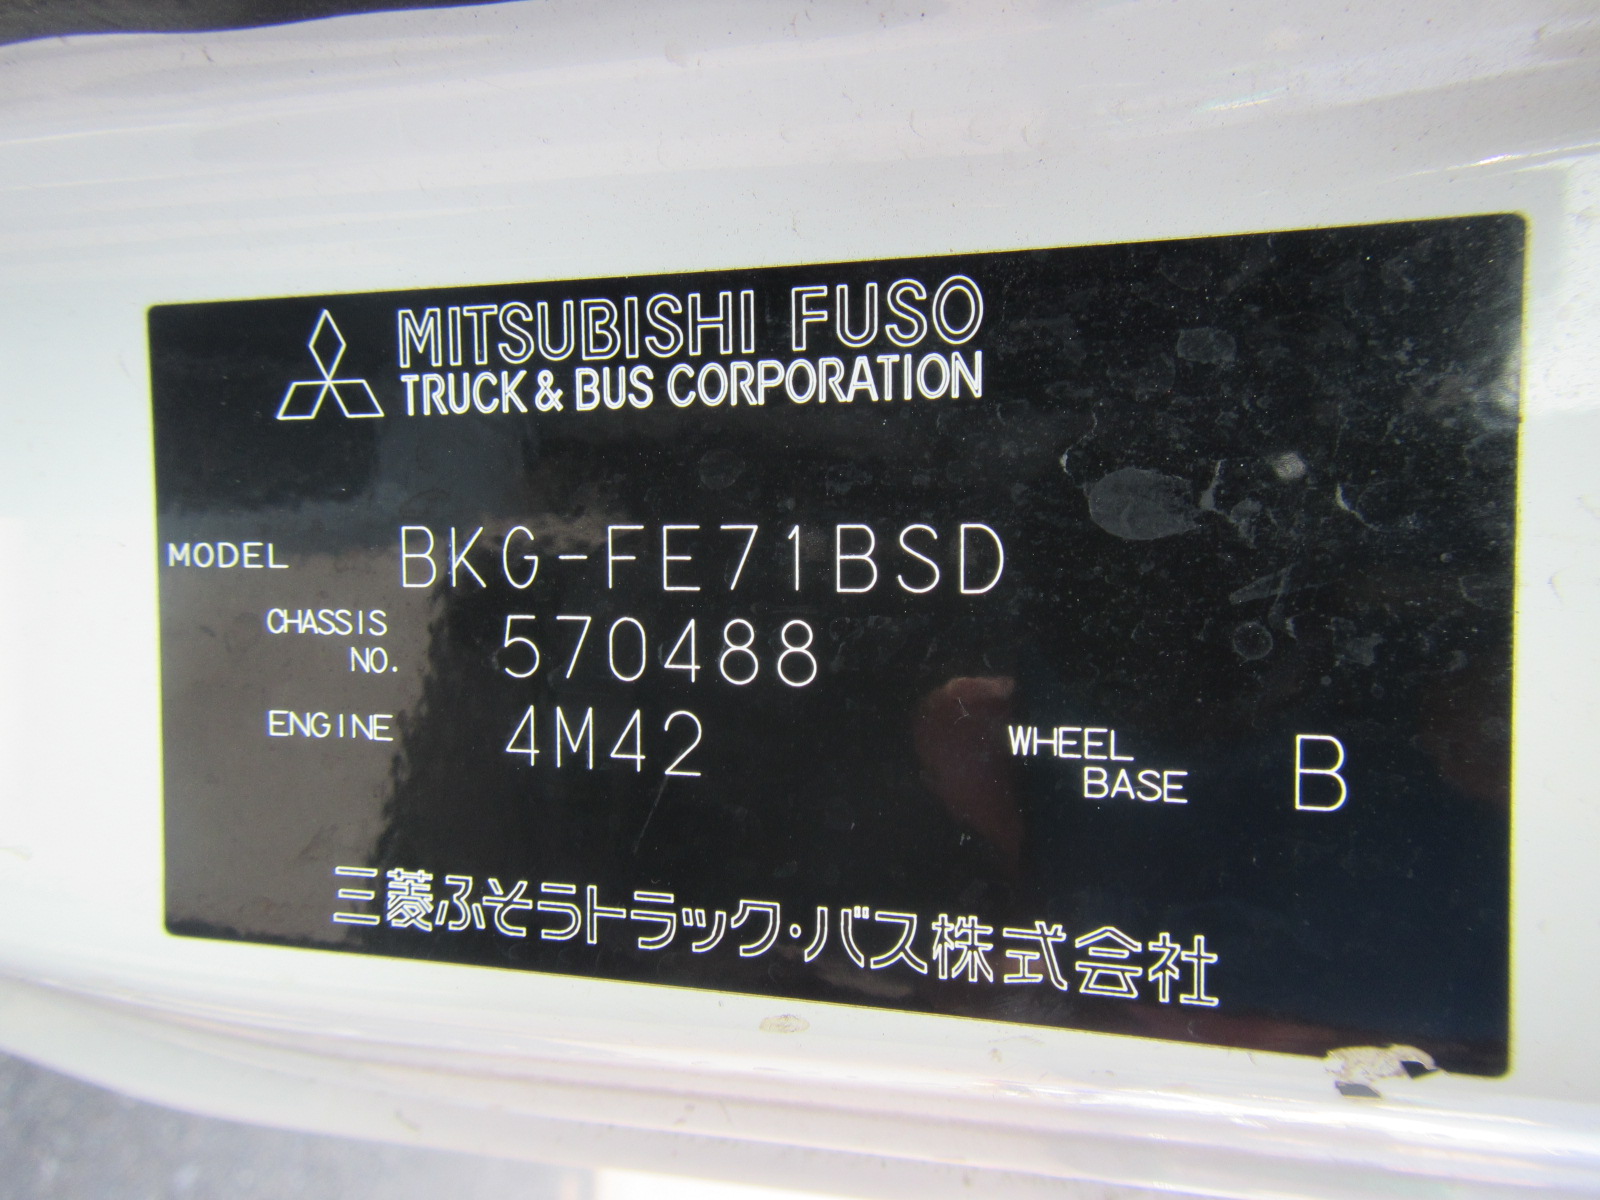 MITSUBISHI FUSO
TRUCK & BUS CORPORATION
MODEL BKG-FE71BSD
CHASSIS NO. 570488
ENGINE 4M42
WHEEL BASE B
三菱ふそうトラック・バス株式会社